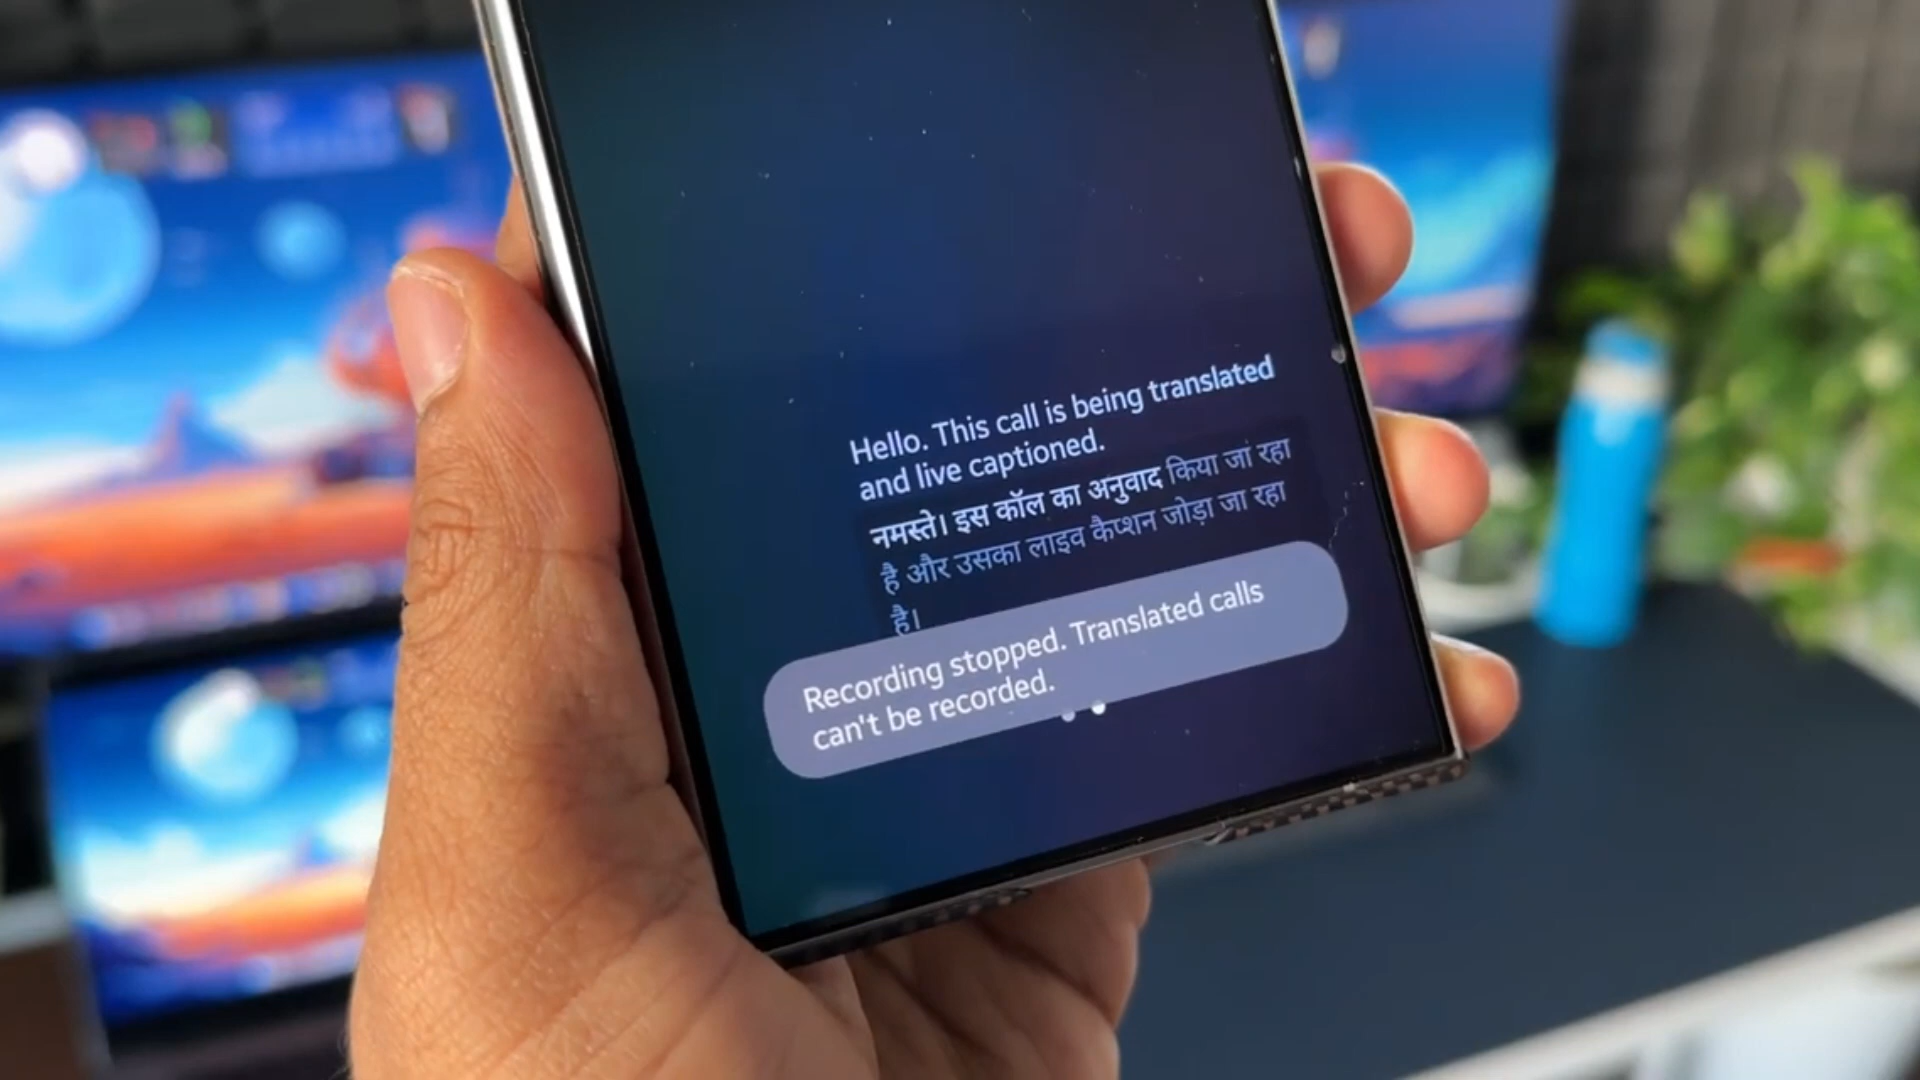 Hello. This call is being translated
and live captioned.
नमस्ते। इस कॉल का अनुवाद किया जा रहा
है और उसका लाइव कैप्शन जोड़ा जा रहा
है।
Recording stopped. Translated calls
can't be recorded.